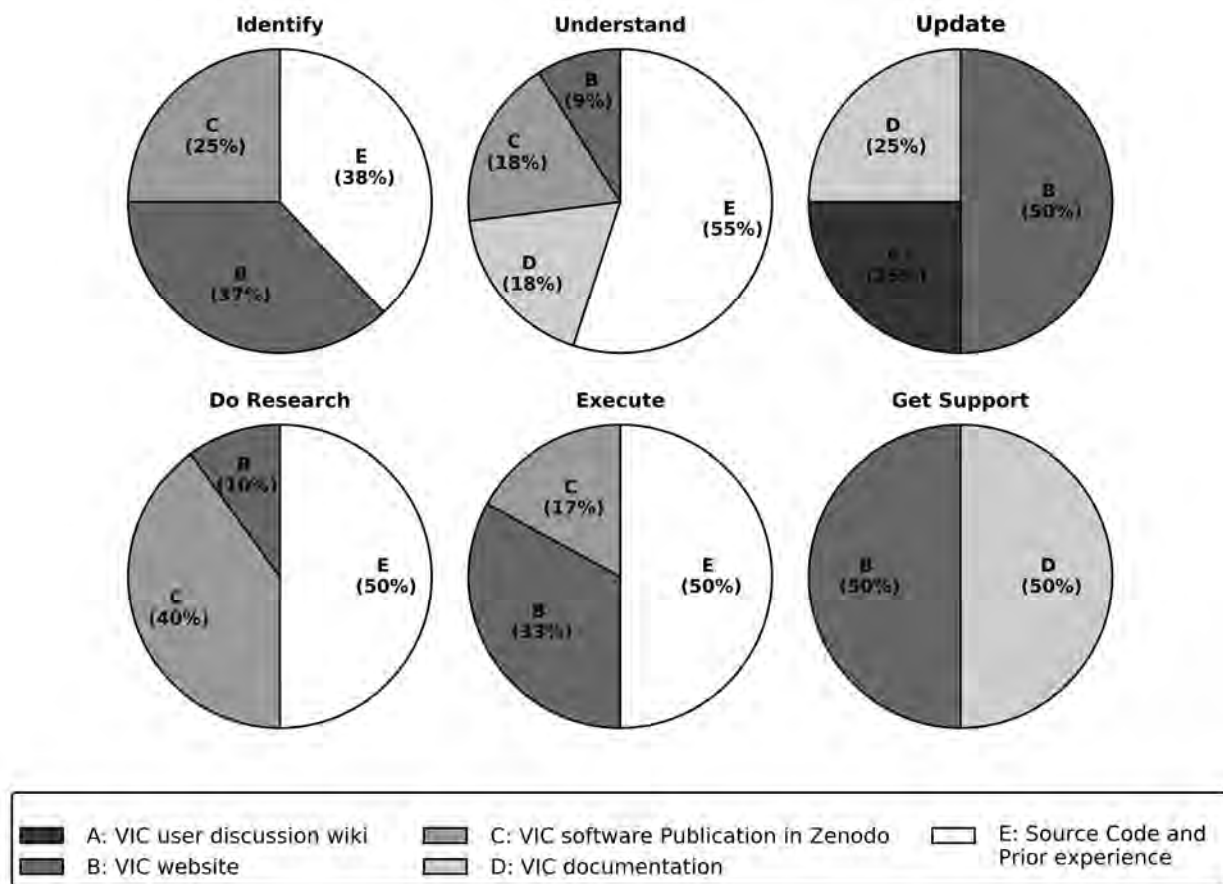 Identify
C
(25%)
E
(38%)
B
(37%)
Understand
B
(9%)
C
(18%)
E
(55%)
D
(18%)
Update
D
(25%)
B
(50%)
A
(25%)
Do Research
B
(10%)
E
(50%)
C
(40%)
Execute
C
(17%)
E
(50%)
B
(33%)
Get Support
B
(50%)
D
(50%)
A: VIC user discussion wiki
B: VIC website
C: VIC software Publication in Zenodo
D: VIC documentation
E: Source Code and
Prior experience